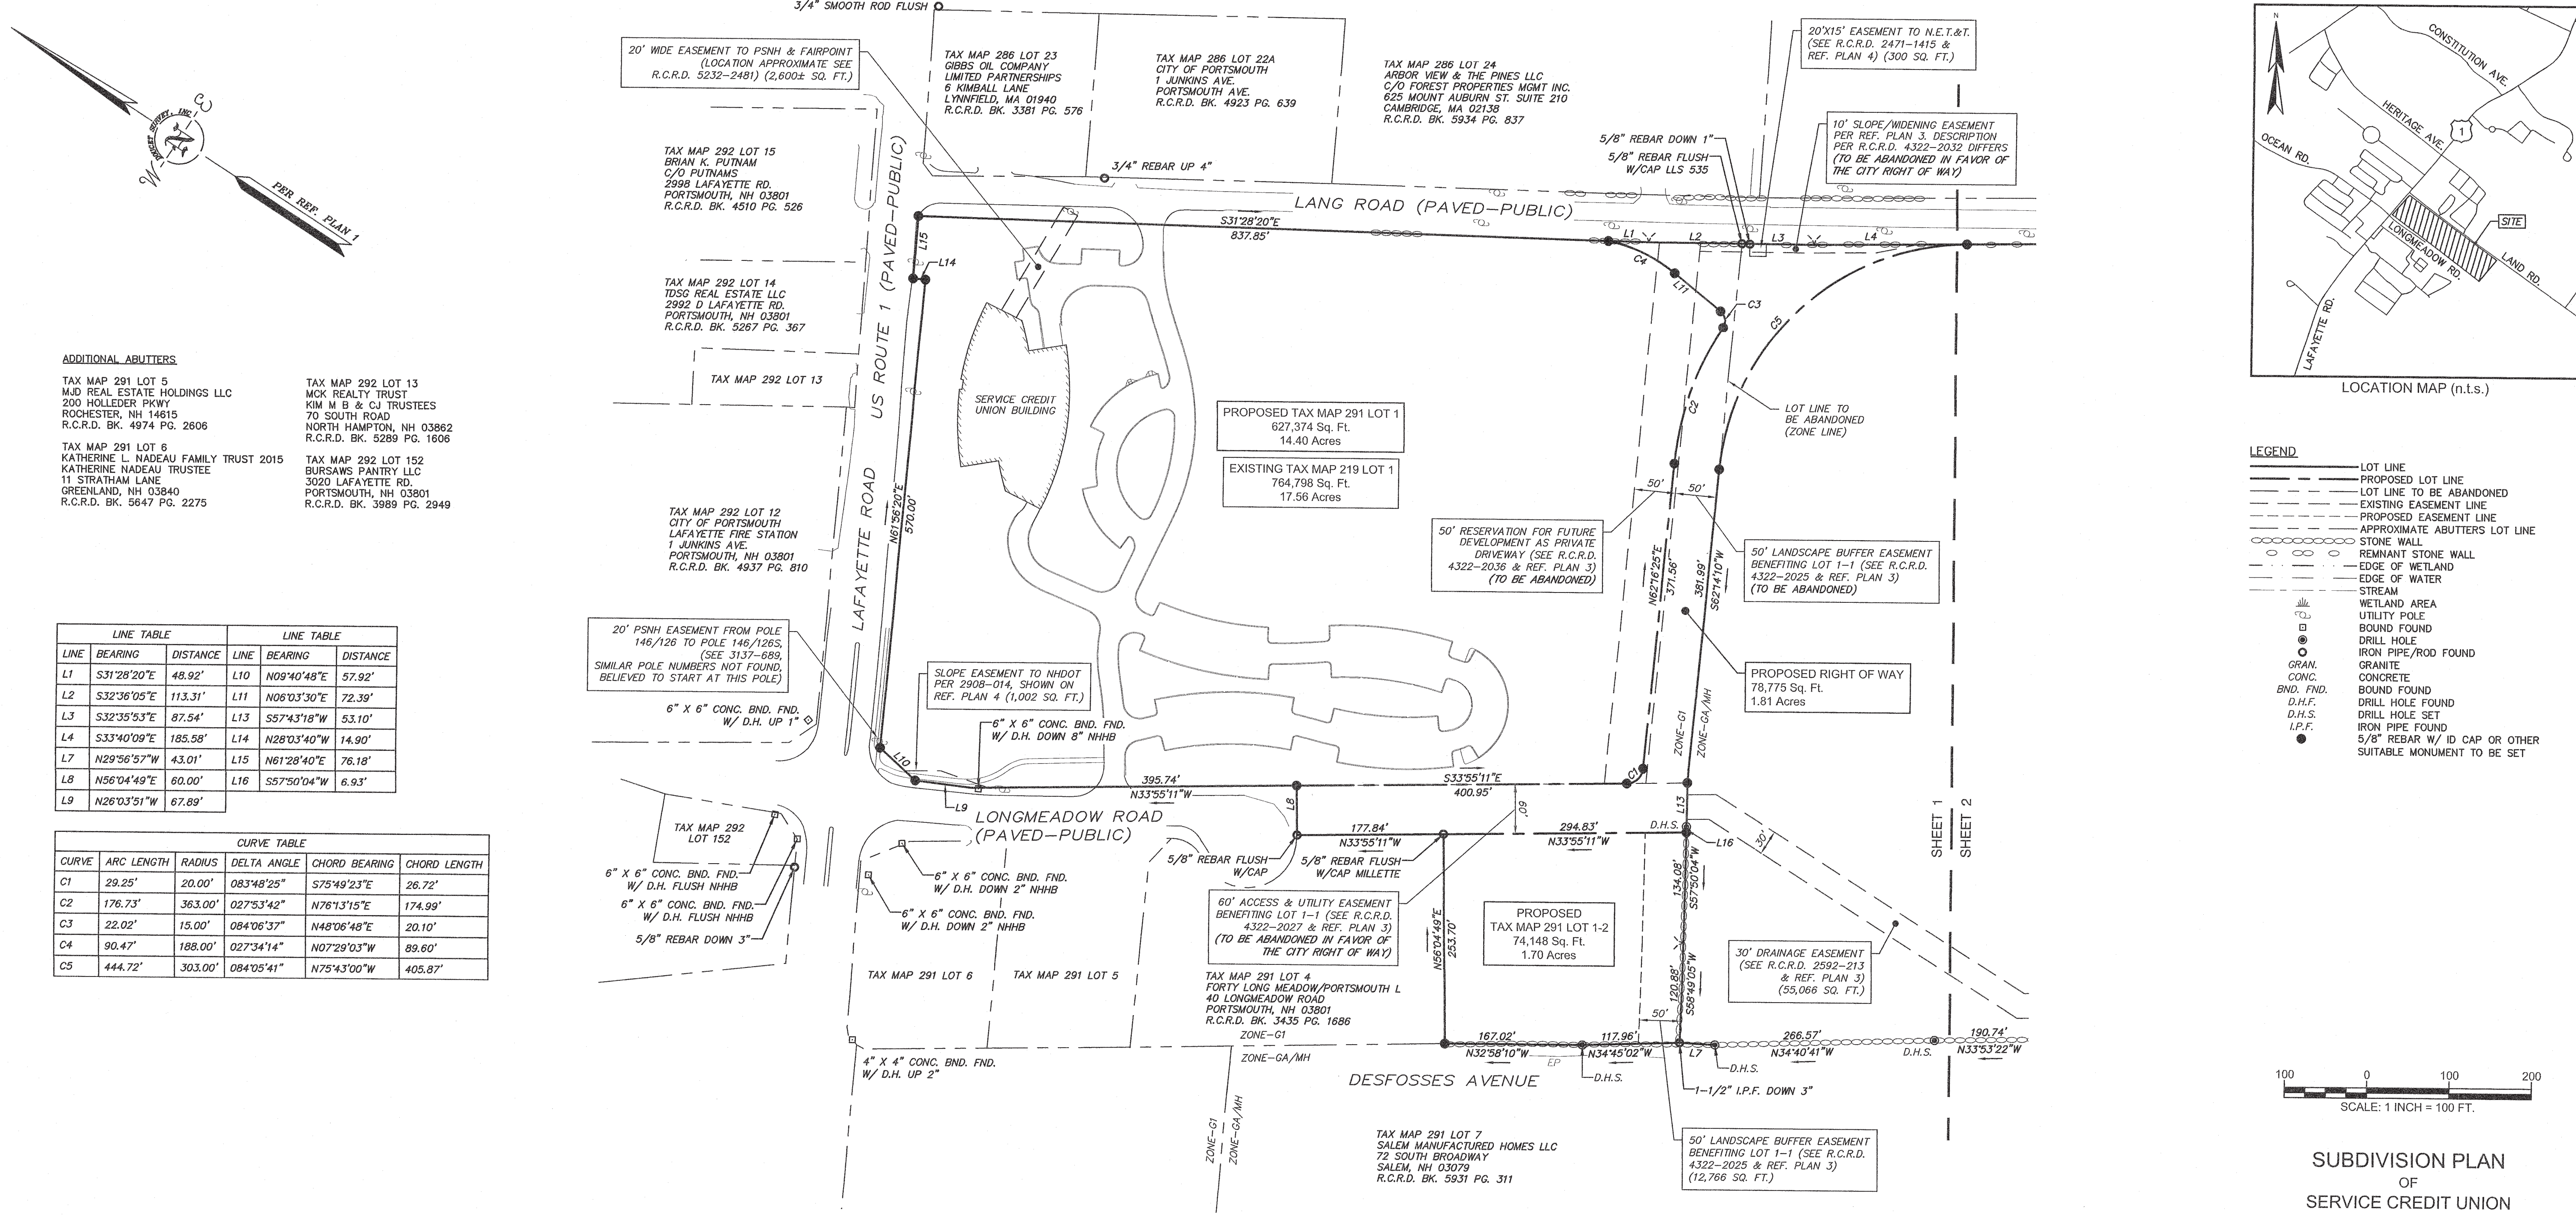 3/4" SMOOTH ROD FLUSH
20' WIDE EASEMENT TO PSNH & FAIRPOINT
(LOCATION APPROXIMATE SEE
R.C.R.D. 5232-2481) (2,600± SQ. FT.)
TAX MAP 286 LOT 23
GIBBS OIL COMPANY
LIMITED PARTNERSHIPS
6 KIMBALL LANE
LYNNFIELD, MA 01940
R.C.R.D. BK. 3381 PG. 576
TAX MAP 286 LOT 22A
CITY OF PORTSMOUTH
1 JUNKINS AVE.
PORTSMOUTH AVE.
R.C.R.D. BK. 4923 PG. 639
TAX MAP 286 LOT 24
ARBOR VIEW & THE PINES LLC
C/O FOREST PROPERTIES MGMT INC.
625 MOUNT AUBURN ST. SUITE 210
CAMBRIDGE, MA 02138
R.C.R.D. BK. 5934 PG. 837
20'X15' EASEMENT TO N.E.T.&T.
(SEE R.C.R.D. 2471-1415 &
REF. PLAN 4) (300 SQ. FT.)
10' SLOPE/WIDENING EASEMENT
PER REF. PLAN 3. DESCRIPTION
PER R.C.R.D. 4322-2032 DIFFERS
(TO BE ABANDONED IN FAVOR OF
THE CITY RIGHT OF WAY)
5/8" REBAR DOWN 1"
5/8" REBAR FLUSH
W/CAP LLS 535
3/4" REBAR UP 4"
DOUCET SURVEY, INC.
PER REF. PLAN 1
TAX MAP 292 LOT 15
BRIAN K. PUTNAM
C/O PUTNAMS
2998 LAFAYETTE RD.
PORTSMOUTH, NH 03801
R.C.R.D. BK. 4510 PG. 526
TAX MAP 292 LOT 14
TDSG REAL ESTATE LLC
2992 D LAFAYETTE RD.
PORTSMOUTH, NH 03801
R.C.R.D. BK. 5267 PG. 367
TAX MAP 292 LOT 13
TAX MAP 292 LOT 12
CITY OF PORTSMOUTH
LAFAYETTE FIRE STATION
1 JUNKINS AVE.
PORTSMOUTH, NH 03801
R.C.R.D. BK. 4937 PG. 810
LAFAYETTE ROAD US ROUTE 1 (PAVED-PUBLIC)
LANG ROAD (PAVED-PUBLIC)
S31°28'20"E
837.85'
L15
L14
L1
L2
L3
L4
C4
L11
C3
C5
C2
N61°56'20"E
570.00'
SERVICE CREDIT
UNION BUILDING
PROPOSED TAX MAP 291 LOT 1
627,374 Sq. Ft.
14.40 Acres
EXISTING TAX MAP 219 LOT 1
764,798 Sq. Ft.
17.56 Acres
LOT LINE TO
BE ABANDONED
(ZONE LINE)
50'
50'
50' RESERVATION FOR FUTURE
DEVELOPMENT AS PRIVATE
DRIVEWAY (SEE R.C.R.D.
4322-2036 & REF. PLAN 3)
(TO BE ABANDONED)
N62°16'25"E
371.56'
381.99'
S62°14'10"W
50' LANDSCAPE BUFFER EASEMENT
BENEFITING LOT 1-1 (SEE R.C.R.D.
4322-2025 & REF. PLAN 3)
(TO BE ABANDONED)
PROPOSED RIGHT OF WAY
78,775 Sq. Ft.
1.81 Acres
ZONE-G1
ZONE-GA/MH
ADDITIONAL ABUTTERS
TAX MAP 291 LOT 5
MJD REAL ESTATE HOLDINGS LLC
200 HOLLEDER PKWY
ROCHESTER, NH 14615
R.C.R.D. BK. 4974 PG. 2606
TAX MAP 291 LOT 6
KATHERINE L. NADEAU FAMILY TRUST 2015
KATHERINE NADEAU TRUSTEE
11 STRATHAM LANE
GREENLAND, NH 03840
R.C.R.D. BK. 5647 PG. 2275
TAX MAP 292 LOT 13
MCK REALTY TRUST
KIM M B & CJ TRUSTEES
70 SOUTH ROAD
NORTH HAMPTON, NH 03862
R.C.R.D. BK. 5289 PG. 1606
TAX MAP 292 LOT 152
BURSAWS PANTRY LLC
3020 LAFAYETTE RD.
PORTSMOUTH, NH 03801
R.C.R.D. BK. 3989 PG. 2949
LINE TABLE LINE TABLE
LINE BEARING DISTANCE LINE BEARING DISTANCE
L1 S31°28'20"E 48.92' L10 N09°40'48"E 57.92'
L2 S32°36'05"E 113.31' L11 N06°03'30"E 72.39'
L3 S32°35'53"E 87.54' L13 S57°43'18"W 53.10'
L4 S33°40'09"E 185.58' L14 N28°03'40"W 14.90'
L7 N29°56'57"W 43.01' L15 N61°28'40"E 76.18'
L8 N56°04'49"E 60.00' L16 S57°50'04"W 6.93'
L9 N26°03'51"W 67.89'
CURVE TABLE
CURVE ARC LENGTH RADIUS DELTA ANGLE CHORD BEARING CHORD LENGTH
C1 29.25' 20.00' 083°48'25" S75°49'23"E 26.72'
C2 176.73' 363.00' 027°53'42" N76°13'15"E 174.99'
C3 22.02' 15.00' 084°06'37" N48°06'48"E 20.10'
C4 90.47' 188.00' 027°34'14" N07°29'03"W 89.60'
C5 444.72' 303.00' 084°05'41" N75°43'00"W 405.87'
20' PSNH EASEMENT FROM POLE
146/126 TO POLE 146/126S,
(SEE 3137-689,
SIMILAR POLE NUMBERS NOT FOUND,
BELIEVED TO START AT THIS POLE)
SLOPE EASEMENT TO NHDOT
PER 2908-014, SHOWN ON
REF. PLAN 4 (1,002 SQ. FT.)
6" X 6" CONC. BND. FND.
W/ D.H. UP 1"
6" X 6" CONC. BND. FND.
W/ D.H. DOWN 8" NHHB
L10
L9
395.74'
N33°55'11"W
S33°55'11"E
400.95'
C1
L8
60'
L13
LONGMEADOW ROAD
(PAVED-PUBLIC)
177.84'
N33°55'11"W
294.83'
N33°55'11"W
D.H.S.
L16
30'
5/8" REBAR FLUSH
W/CAP
5/8" REBAR FLUSH
W/CAP MILLETTE
TAX MAP 292
LOT 152
6" X 6" CONC. BND. FND.
W/ D.H. FLUSH NHHB
6" X 6" CONC. BND. FND.
W/ D.H. FLUSH NHHB
5/8" REBAR DOWN 3"
6" X 6" CONC. BND. FND.
W/ D.H. DOWN 2" NHHB
6" X 6" CONC. BND. FND.
W/ D.H. DOWN 2" NHHB
60' ACCESS & UTILITY EASEMENT
BENEFITING LOT 1-1 (SEE R.C.R.D.
4322-2027 & REF. PLAN 3)
(TO BE ABANDONED IN FAVOR OF
THE CITY RIGHT OF WAY)
N56°04'49"E
253.70'
PROPOSED
TAX MAP 291 LOT 1-2
74,148 Sq. Ft.
1.70 Acres
134.08'
S57°50'04"W
120.88'
S58°49'05"W
30' DRAINAGE EASEMENT
(SEE R.C.R.D. 2592-213
& REF. PLAN 3)
(55,066 SQ. FT.)
TAX MAP 291 LOT 6
TAX MAP 291 LOT 5
TAX MAP 291 LOT 4
FORTY LONG MEADOW/PORTSMOUTH L
40 LONGMEADOW ROAD
PORTSMOUTH, NH 03801
R.C.R.D. BK. 3435 PG. 1686
ZONE-G1
ZONE-GA/MH
50'
167.02'
N32°58'10"W
117.96'
N34°45'02"W
L7
266.57'
N34°40'41"W
D.H.S.
190.74'
N33°53'22"W
EP
D.H.S.
D.H.S.
1-1/2" I.P.F. DOWN 3"
4" X 4" CONC. BND. FND.
W/ D.H. UP 2"
DESFOSSES AVENUE
ZONE-G1
ZONE-GA/MH
TAX MAP 291 LOT 7
SALEM MANUFACTURED HOMES LLC
72 SOUTH BROADWAY
SALEM, NH 03079
R.C.R.D. BK. 5931 PG. 311
50' LANDSCAPE BUFFER EASEMENT
BENEFITING LOT 1-1 (SEE R.C.R.D.
4322-2025 & REF. PLAN 3)
(12,766 SQ. FT.)
SHEET 1
SHEET 2
N
CONSTITUTION AVE.
HERITAGE AVE.
1
OCEAN RD.
SITE
LONGMEADOW RD.
LAND RD.
LAFAYETTE RD.
LOCATION MAP (n.t.s.)
LEGEND
LOT LINE
PROPOSED LOT LINE
LOT LINE TO BE ABANDONED
EXISTING EASEMENT LINE
PROPOSED EASEMENT LINE
APPROXIMATE ABUTTERS LOT LINE
STONE WALL
REMNANT STONE WALL
EDGE OF WETLAND
EDGE OF WATER
STREAM
WETLAND AREA
UTILITY POLE
BOUND FOUND
DRILL HOLE
IRON PIPE/ROD FOUND
GRAN. GRANITE
CONC. CONCRETE
BND. FND. BOUND FOUND
D.H.F. DRILL HOLE FOUND
D.H.S. DRILL HOLE SET
I.P.F. IRON PIPE FOUND
5/8" REBAR W/ ID CAP OR OTHER
SUITABLE MONUMENT TO BE SET
100 0 100 200
SCALE: 1 INCH = 100 FT.
SUBDIVISION PLAN
OF
SERVICE CREDIT UNION